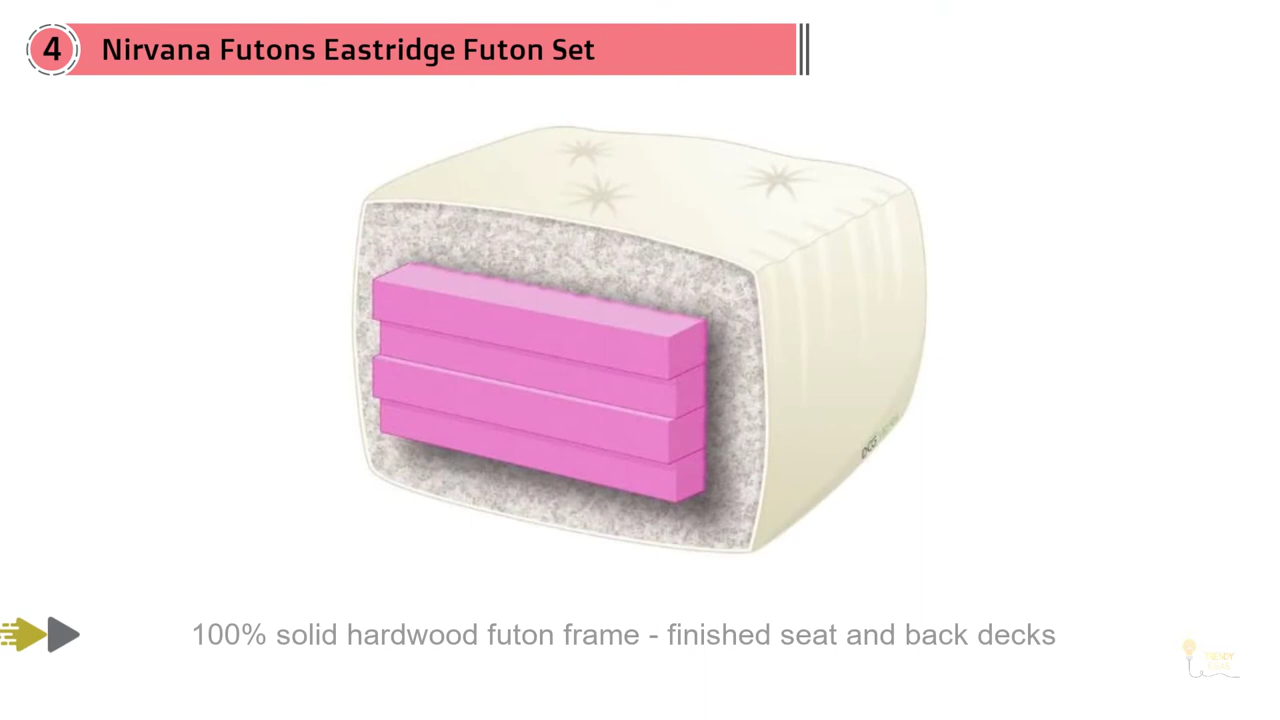 4
Nirvana Futons Eastridge Futon Set
100% solid hardwood futon frame - finished seat and back decks